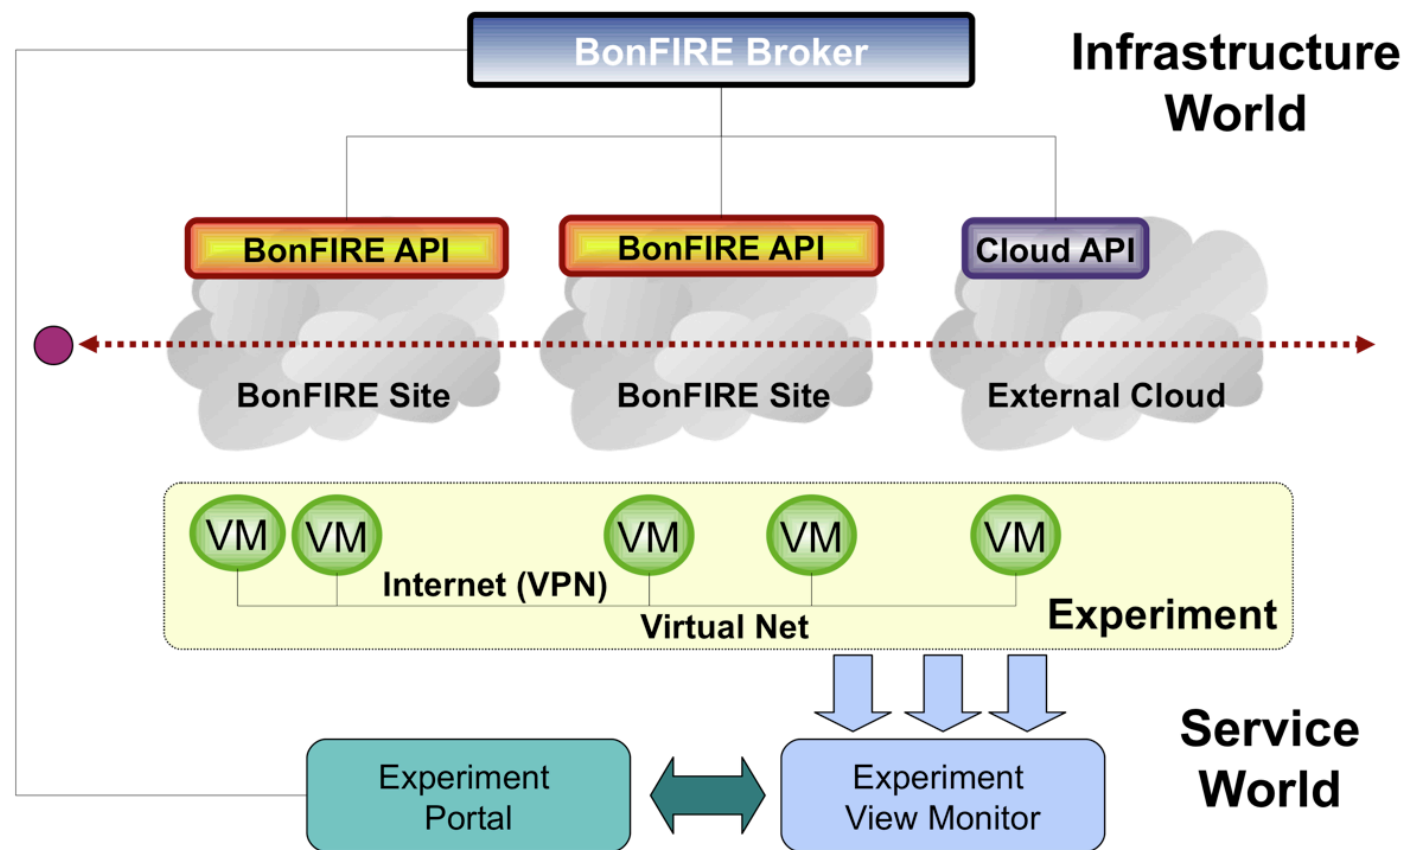 BonFIRE Broker
Infrastructure
World
BonFIRE API
BonFIRE API
Cloud API
BonFIRE Site
BonFIRE Site
External Cloud
VM
VM
VM
VM
VM
Internet (VPN)
Virtual Net
Experiment
Service
World
Experiment
Portal
Experiment
View Monitor